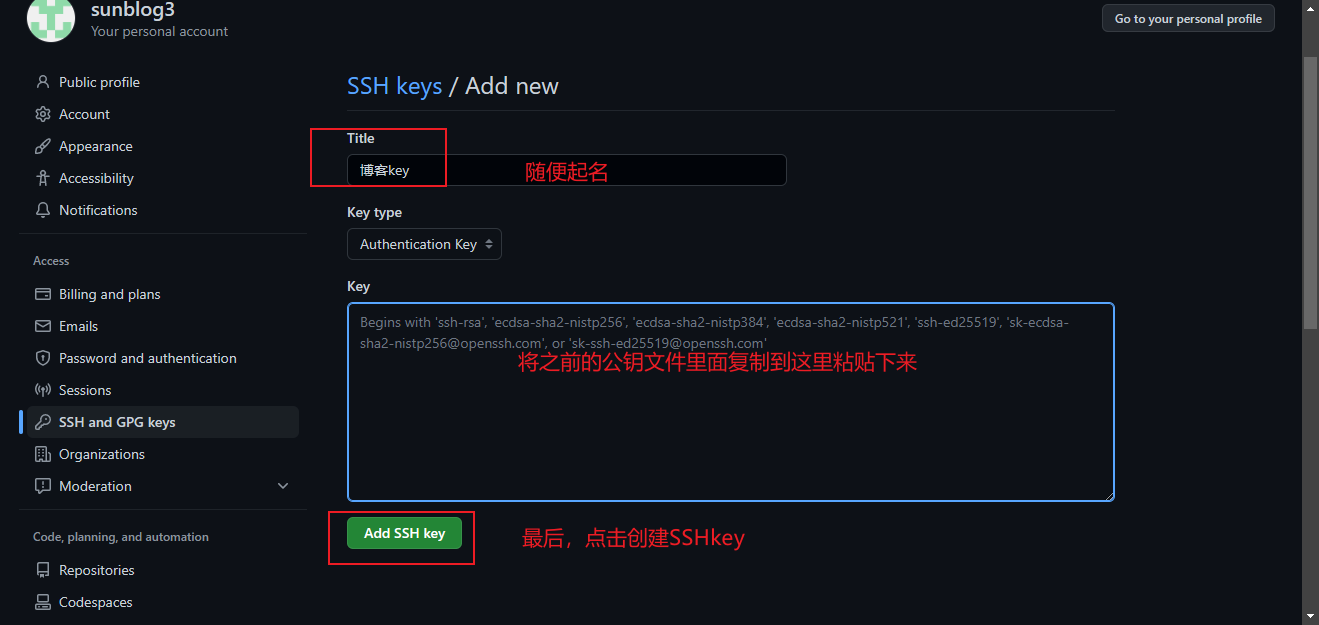 sunblog3
Your personal account
Go to your personal profile
Public profile
Account
Appearance
Accessibility
Notifications
Access
Billing and plans
Emails
Password and authentication
Sessions
SSH and GPG keys
Organizations
Moderation
Code, planning, and automation
Repositories
Codespaces
SSH keys / Add new
Title
博客key
随便起名
Key type
Authentication Key
Key
Begins with 'ssh-rsa', 'ecdsa-sha2-nistp256', 'ecdsa-sha2-nistp384', 'ecdsa-sha2-nistp521', 'ssh-ed25519', 'sk-ecdsa-
sha2-nistp256@openssh.com', or 'sk-ssh-ed25519@openssh.com'
将之前的公钥文件里面复制到这里粘贴下来
Add SSH key
最后，点击创建SSHkey